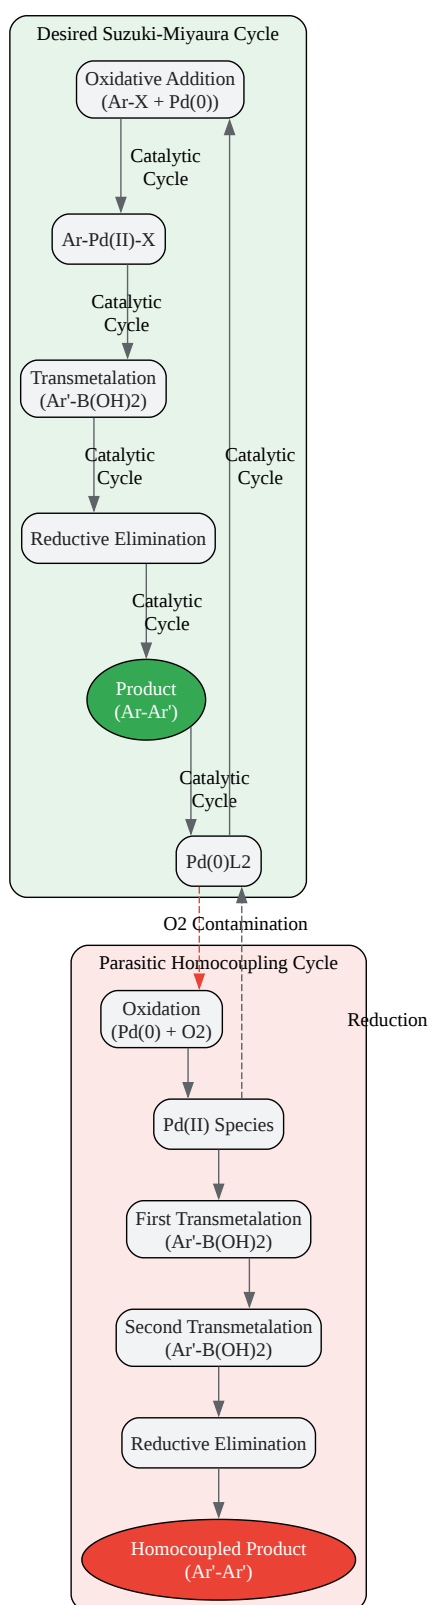 Desired Suzuki-Miyaura Cycle
Oxidative Addition
(Ar-X + Pd(0))
Catalytic
Cycle
Ar-Pd(II)-X
Catalytic
Cycle
Transmetalation
(Ar'-B(OH)2)
Catalytic
Cycle
Catalytic
Cycle
Reductive Elimination
Catalytic
Cycle
Product
(Ar-Ar')
Catalytic
Cycle
Pd(0)L2
O2 Contamination
Parasitic Homocoupling Cycle
Oxidation
(Pd(0) + O2)
Reduction
Pd(II) Species
First Transmetalation
(Ar'-B(OH)2)
Second Transmetalation
(Ar'-B(OH)2)
Reductive Elimination
Homocoupled Product
(Ar'-Ar')